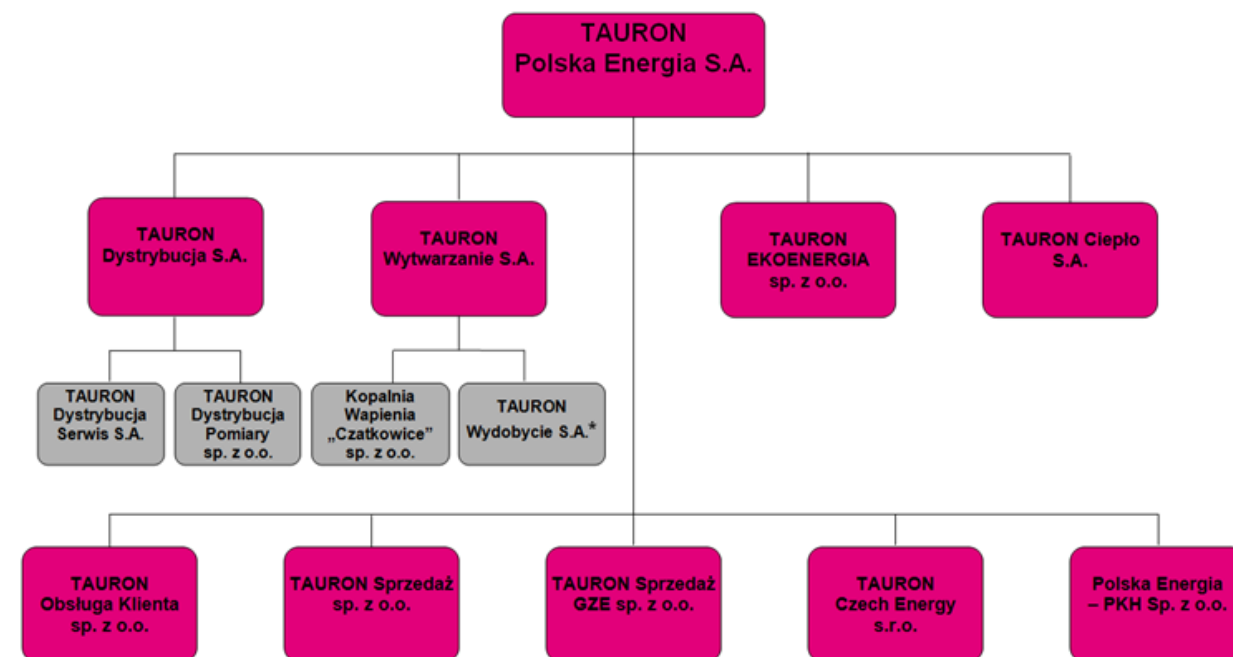 TAURON
Polska Energia S.A.
TAURON
Dystrybucja S.A.
TAURON
Wytwarzanie S.A.
TAURON
EKOENERGIA
sp. z o.o.
TAURON Ciepło
S.A.
TAURON
Dystrybucja
Serwis S.A.
TAURON
Dystrybucja
Pomiary
sp. z o.o.
Kopalnia
Wapienia
„Czatkowice”
sp. z o.o.
TAURON
Wydobycie S.A.*
TAURON
Obsługa Klienta
sp. z o.o.
TAURON Sprzedaż
sp. z o.o.
TAURON Sprzedaż
GZE sp. z o.o.
TAURON
Czech Energy
s.r.o.
Polska Energia
– PKH Sp. z o.o.